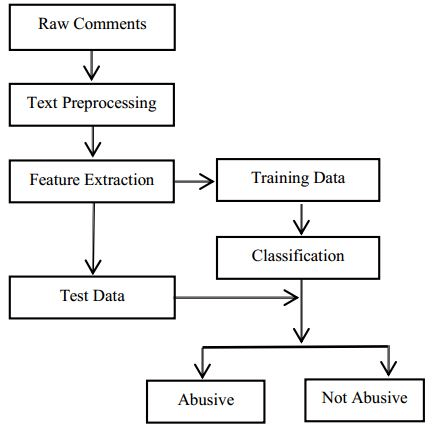 Raw Comments
Text Preprocessing
Feature Extraction
Training Data
Classification
Test Data
Abusive
Not Abusive